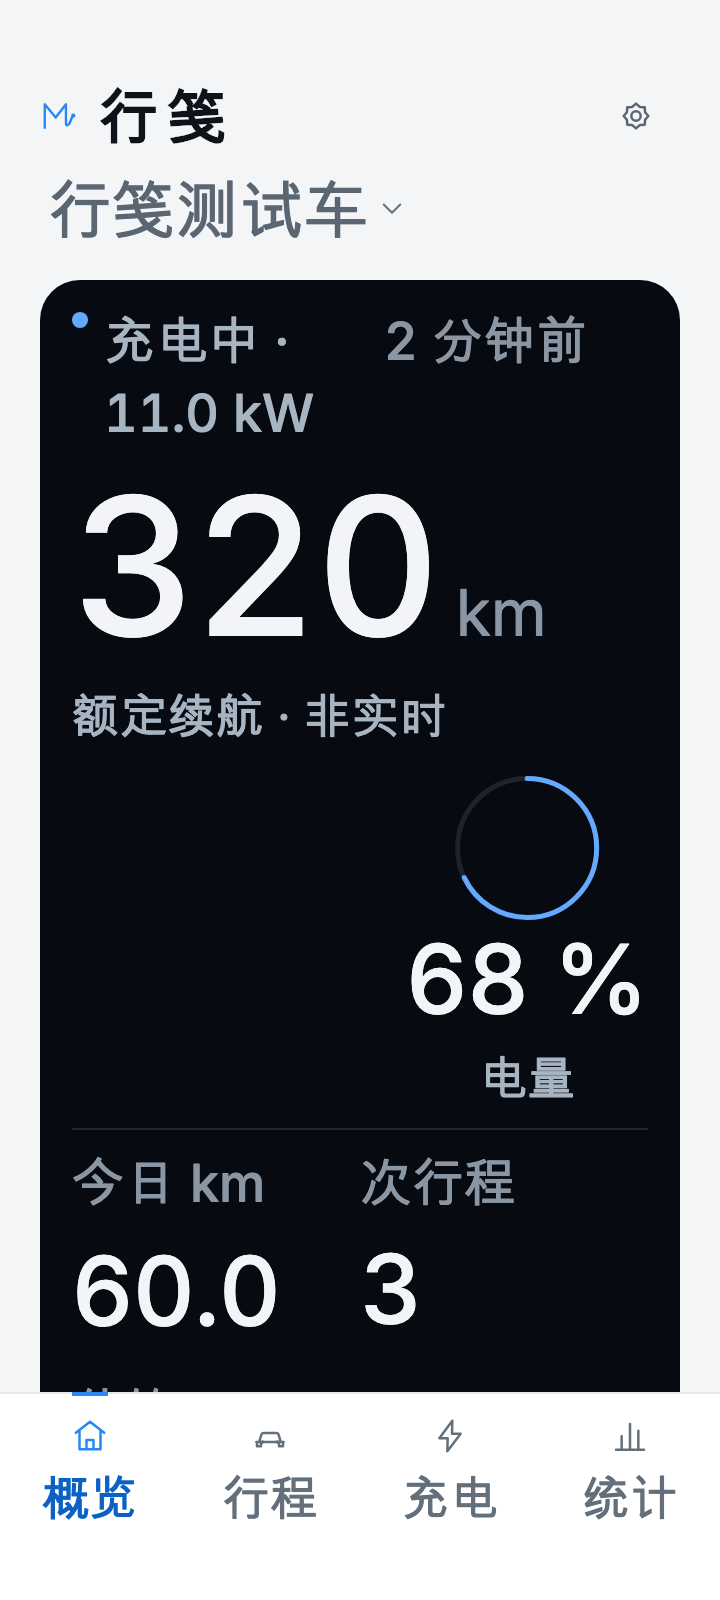 行笺
行笺测试车
充电中 · 2 分钟前
11.0 kW
320 km
额定续航 · 非实时
68 %
电量
今日 km 次行程
60.0 3
概览 行程 充电 统计